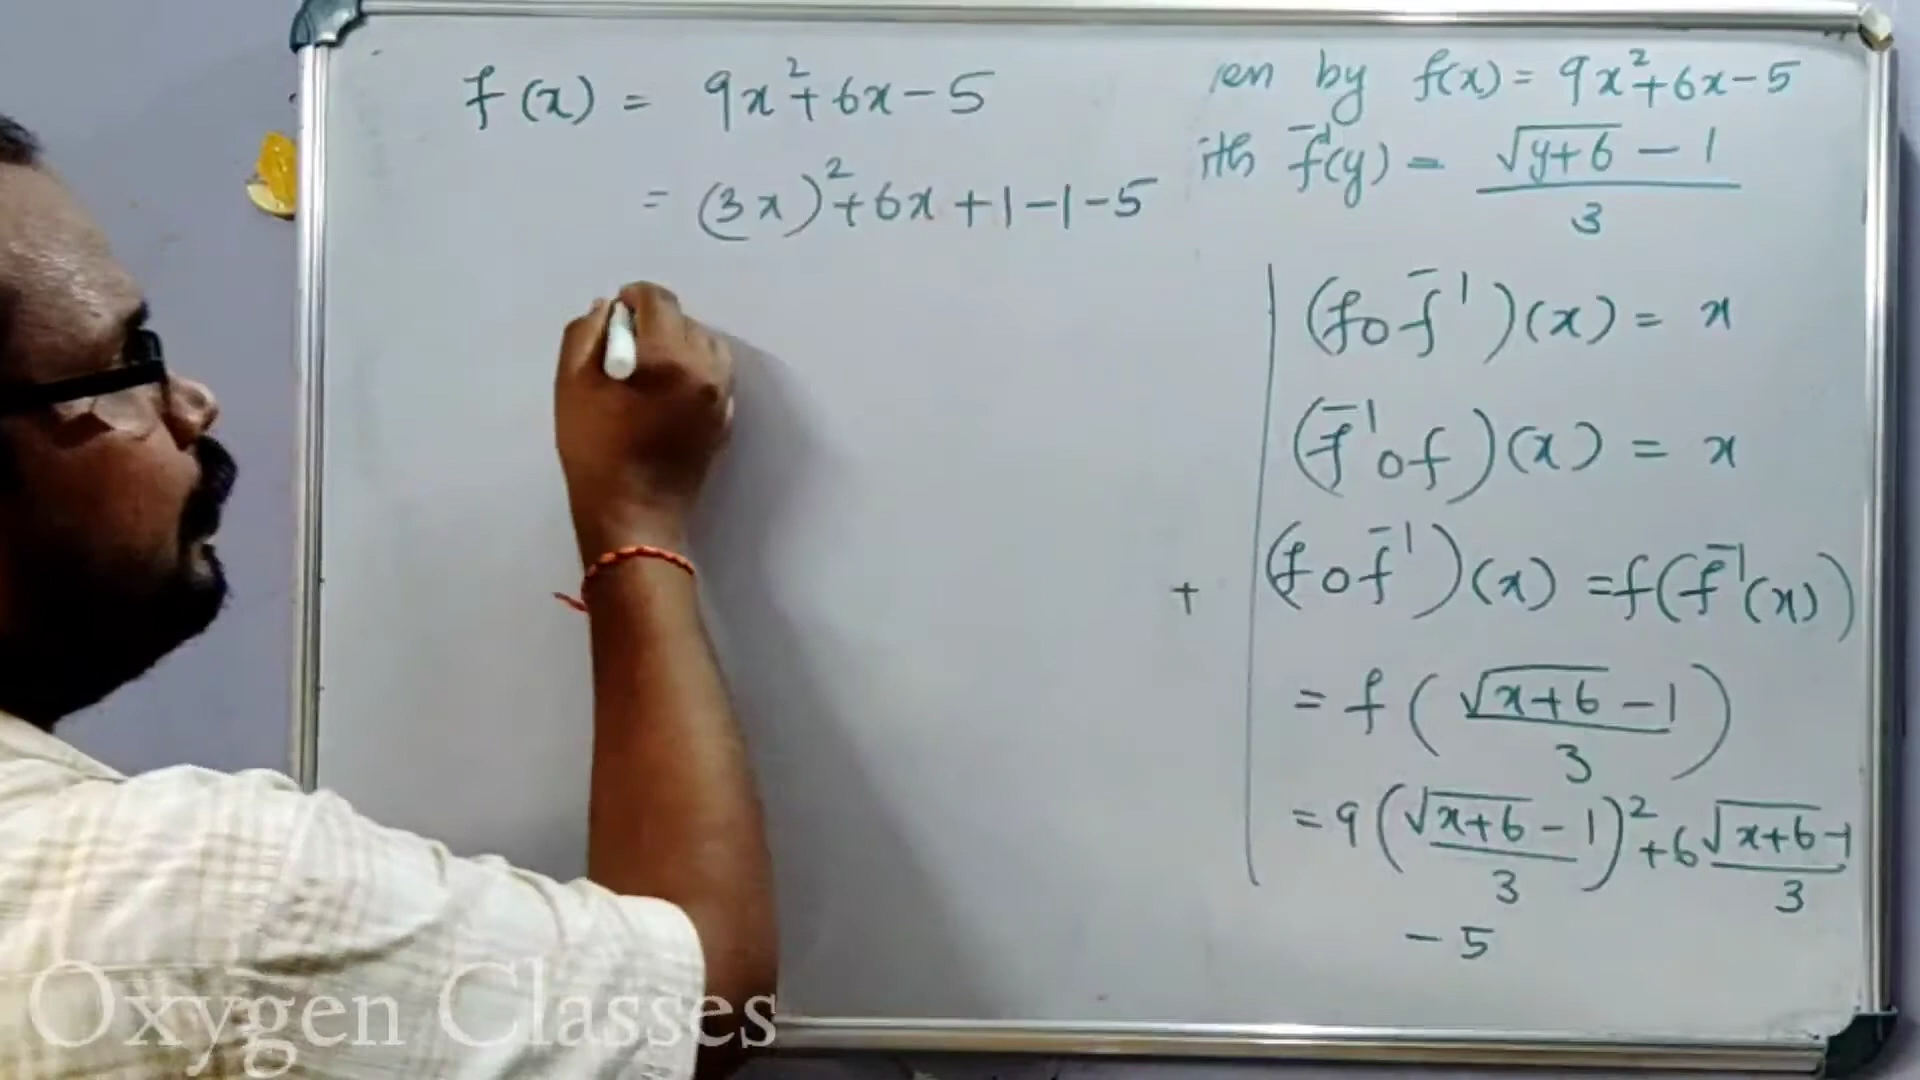 f(x) = 9x²+6x-5
= (3x)²+6x+1-1-5
en by f(x)= 9x²+6x-5
ith f⁻¹(y) = (√(y+6) - 1)/3
(fof⁻¹)(x) = x
(f⁻¹of)(x) = x
+
(fof⁻¹)(x) = f(f⁻¹(x))
= f((√(x+6) - 1)/3)
= 9((√(x+6) - 1)/3)² + 6 (√(x+6) - 1)/3
- 5
Oxygen Classes